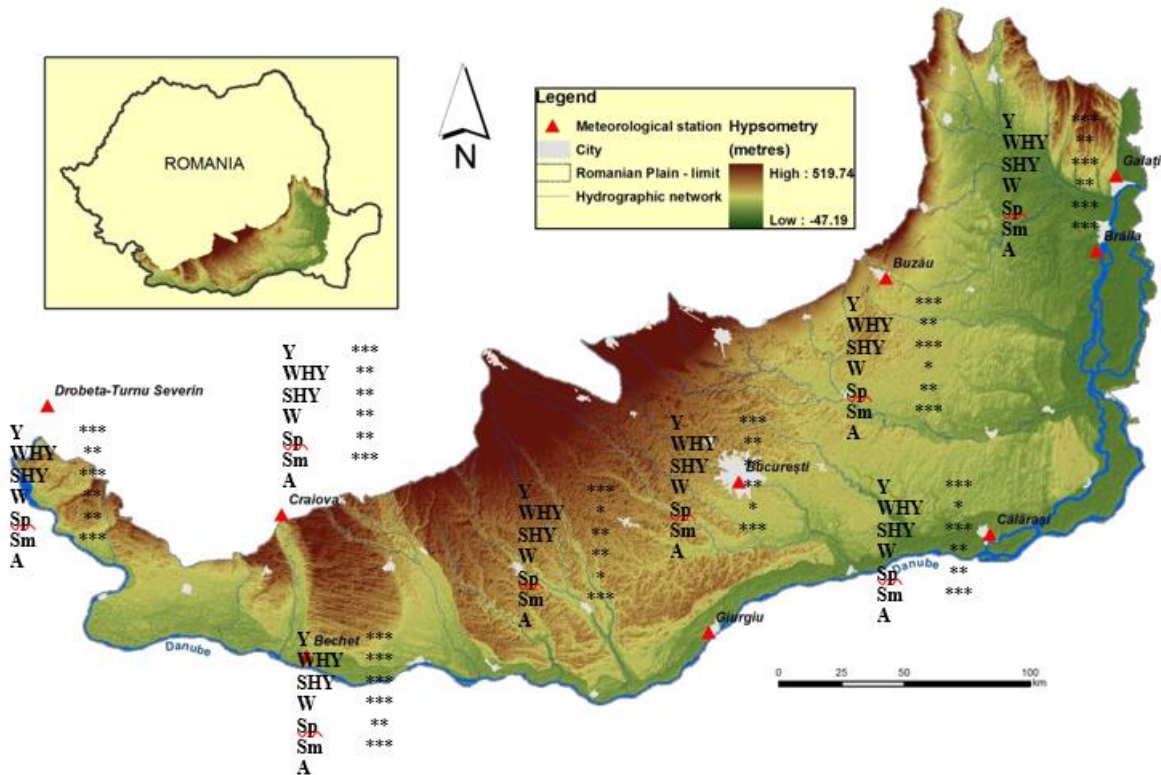 ROMANIA
N
Legend
Meteorological station
City
Romanian Plain - limit
Hydrographic network
Hypsometry
(metres)
High : 519.74
Low : -47.19
Y ***
WHY **
SHY ***
W **
Sp ***
Sm ***
A
Galați
Brăila
Buzău
Y ***
WHY **
SHY ***
W *
Sp **
Sm ***
A
Y ***
WHY **
SHY **
W **
Sp **
Sm ***
A
Craiova
Drobeta-Turnu Severin
Y ***
WHY **
SHY ***
W **
Sp **
Sm ***
A
Y ***
WHY **
SHY
W **
Sp *
Sm ***
A
București
Y ***
WHY *
SHY **
W **
Sp *
Sm ***
A
Y ***
WHY *
SHY ***
W **
Sp **
Sm ***
A
Călărași
Danube
Giurgiu
Danube
Bechet
Y ***
WHY ***
SHY ***
W ***
Sp **
Sm ***
A
0 25 50 100
km